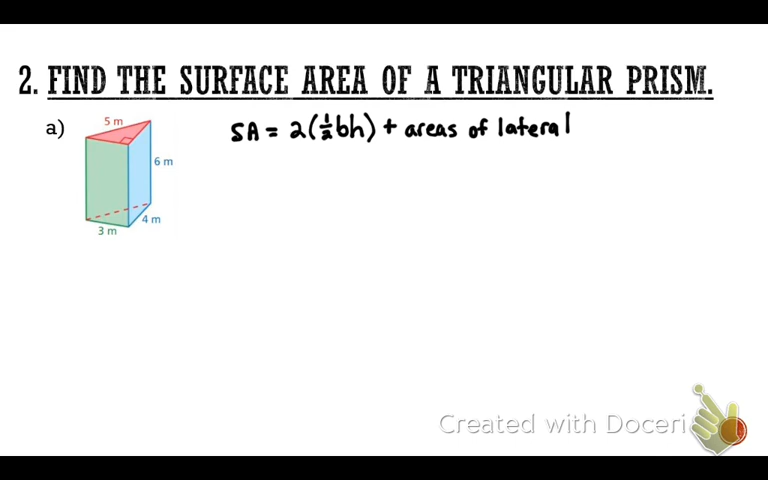 2. FIND THE SURFACE AREA OF A TRIANGULAR PRISM.
a)
5 m
SA = 2(½bh) + areas of lateral
6 m
4 m
3 m
Created with Doceri